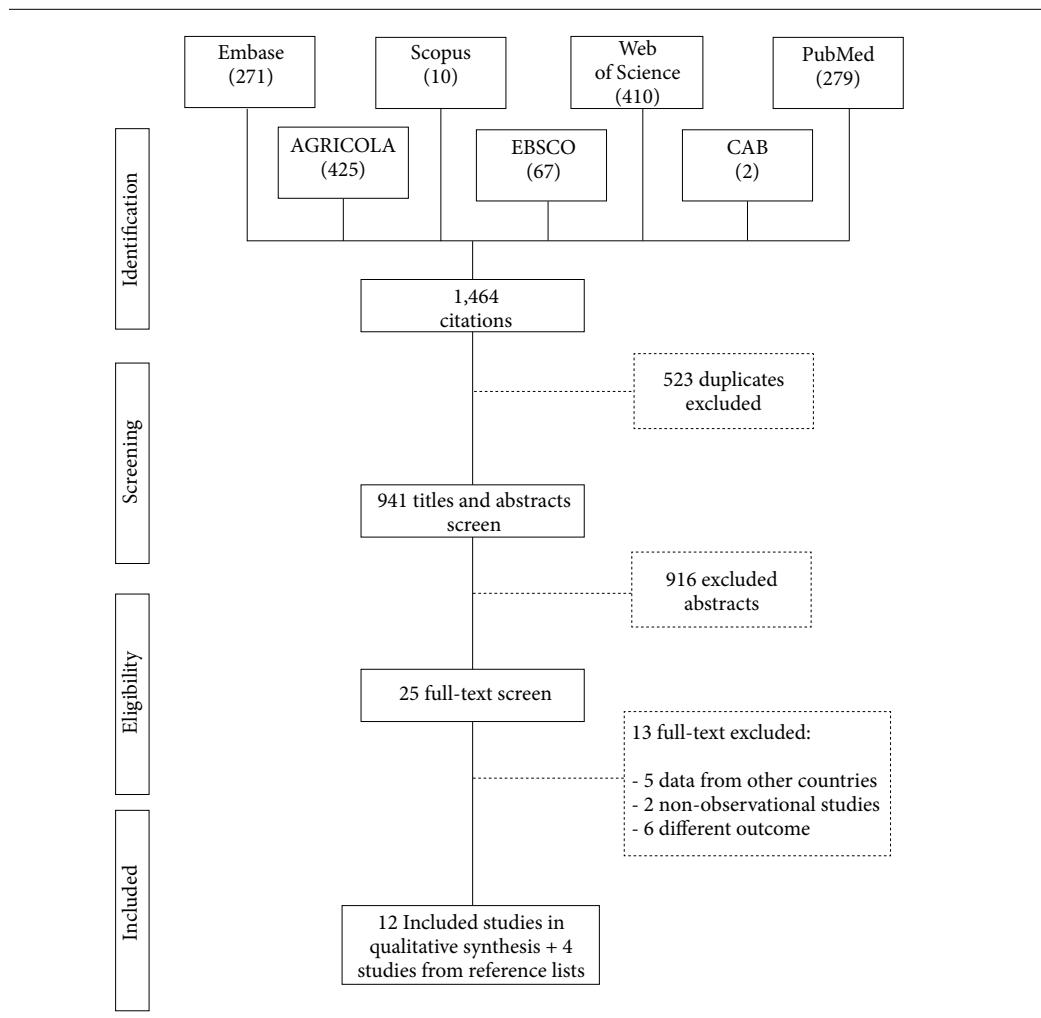 Embase
(271)
Scopus
(10)
Web
of Science
(410)
PubMed
(279)
AGRICOLA
(425)
EBSCO
(67)
CAB
(2)
Identification
1,464
citations
523 duplicates
excluded
Screening
941 titles and abstracts
screen
916 excluded
abstracts
Eligibility
25 full-text screen
13 full-text excluded:
- 5 data from other countries
- 2 non-observational studies
- 6 different outcome
Included
12 Included studies in
qualitative synthesis + 4
studies from reference lists